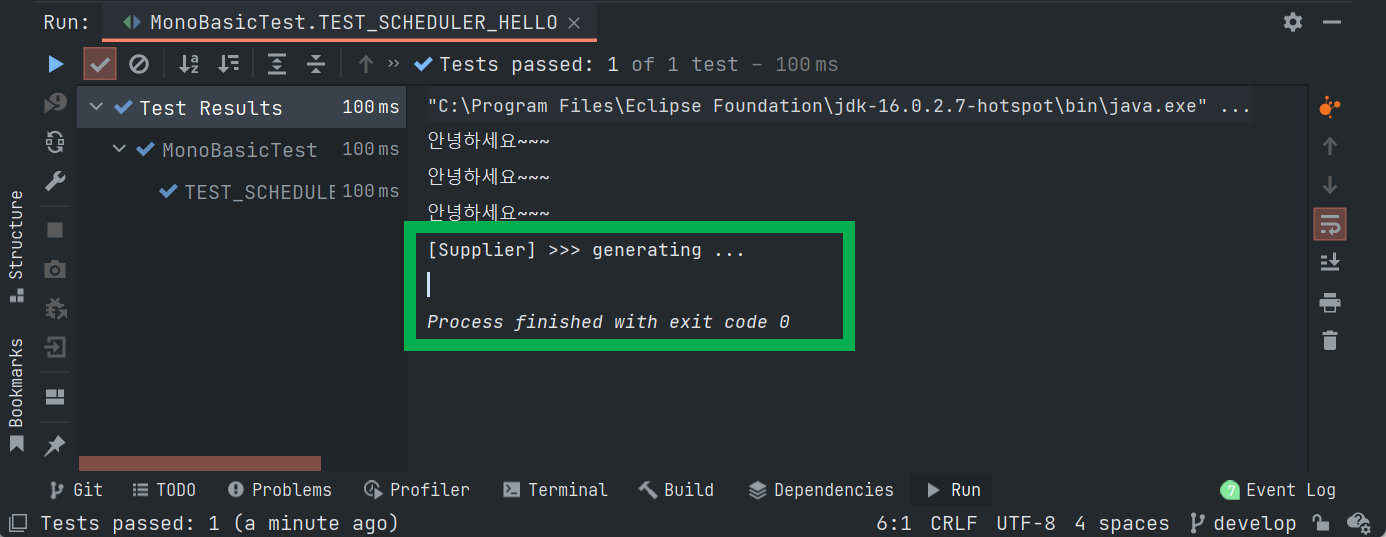 Run: MonoBasicTest.TEST_SCHEDULER_HELLO
Tests passed: 1 of 1 test – 100 ms
Test Results 100 ms
MonoBasicTest 100 ms
TEST_SCHEDULE 100 ms
"C:\Program Files\Eclipse Foundation\jdk-16.0.2.7-hotspot\bin\java.exe" ...
안녕하세요~~~
안녕하세요~~~
안녕하세요~~~
[Supplier] >>> generating ...
Process finished with exit code 0
Structure
Bookmarks
Git TODO Problems Profiler Terminal Build Dependencies Run 7 Event Log
Tests passed: 1 (a minute ago) 6:1 CRLF UTF-8 4 spaces develop